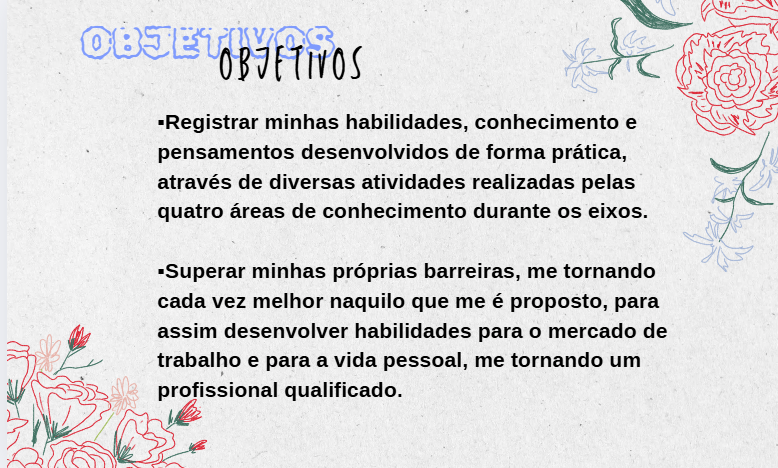 OBJETIVOS
OBJETIVOS
▪Registrar minhas habilidades, conhecimento e
pensamentos desenvolvidos de forma prática,
através de diversas atividades realizadas pelas
quatro áreas de conhecimento durante os eixos.
▪Superar minhas próprias barreiras, me tornando
cada vez melhor naquilo que me é proposto, para
assim desenvolver habilidades para o mercado de
trabalho e para a vida pessoal, me tornando um
profissional qualificado.